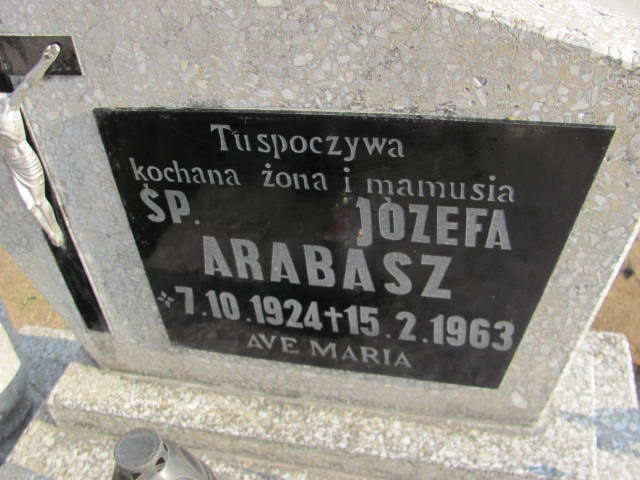 Tu spoczywa
kochana żona i mamusia
ŚP. JÓZEFA
ARABASZ
7.10.1924 + 15.2.1963
AVE MARIA